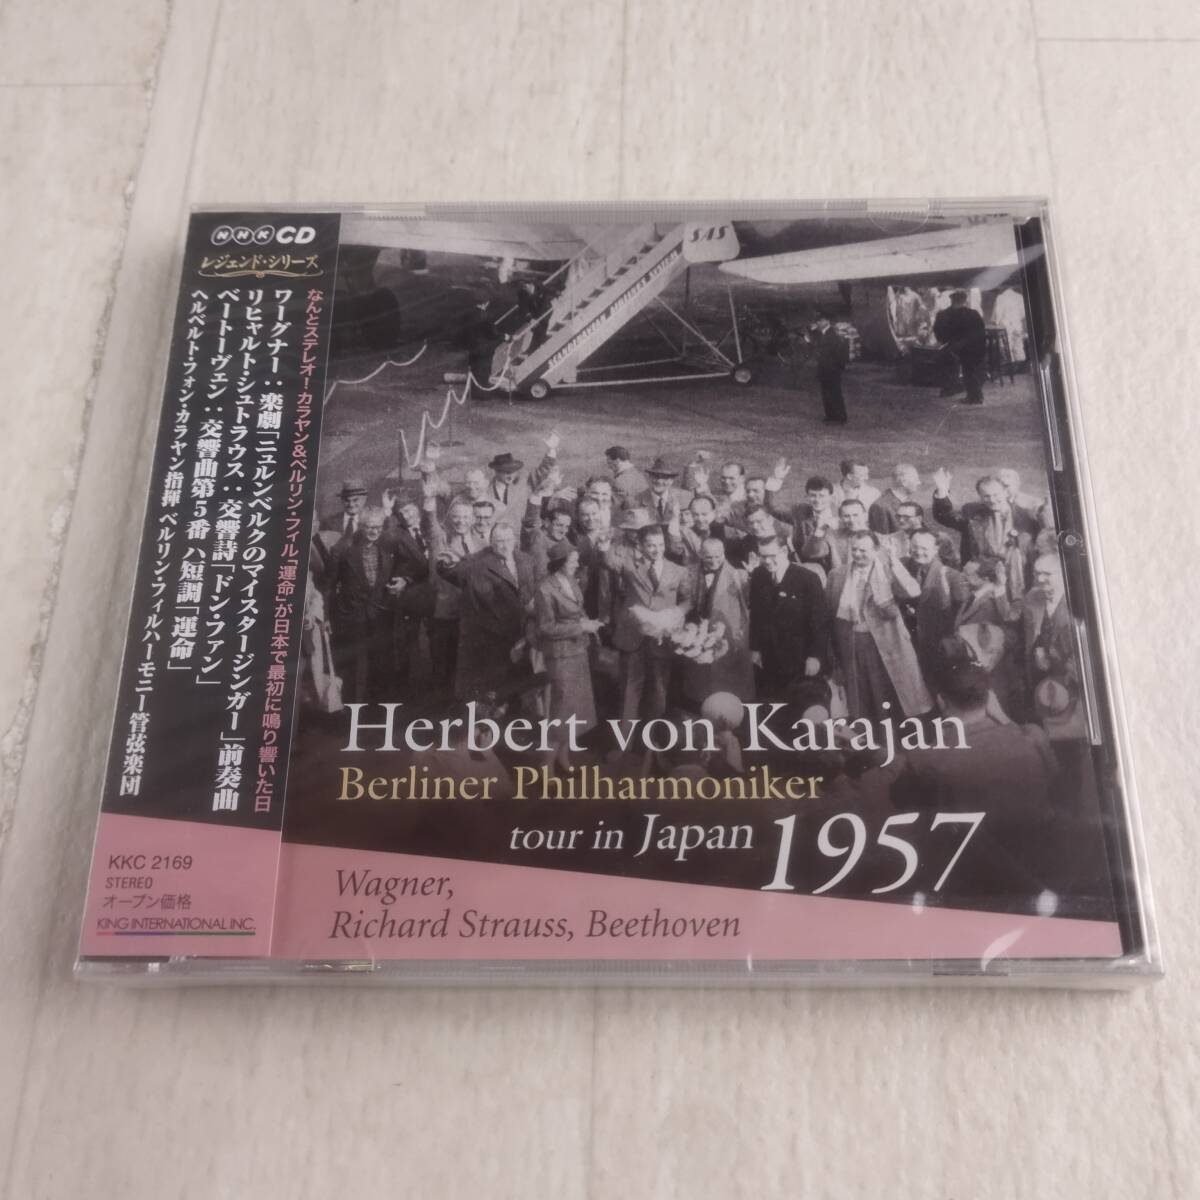 NHK CD
レジェンド・シリーズ
なんとステレオ!カラヤン&ベルリン・フィル「運命」が日本で最初に鳴り響いた日
ワーグナー:楽劇「ニュルンベルクのマイスタージンガー」前奏曲
リヒャルト・シュトラウス:交響詩「ドン・ファン」
ベートーヴェン:交響曲第5番 ハ短調「運命」
ヘルベルト・フォン・カラヤン指揮 ベルリン・フィルハーモニー管弦楽団
KKC 2169
STEREO
オープン価格
KING INTERNATIONAL INC.
SAS
SCANDINAVIAN AIRLINES SYSTEM
Herbert von Karajan
Berliner Philharmoniker
tour in Japan 1957
Wagner,
Richard Strauss, Beethoven